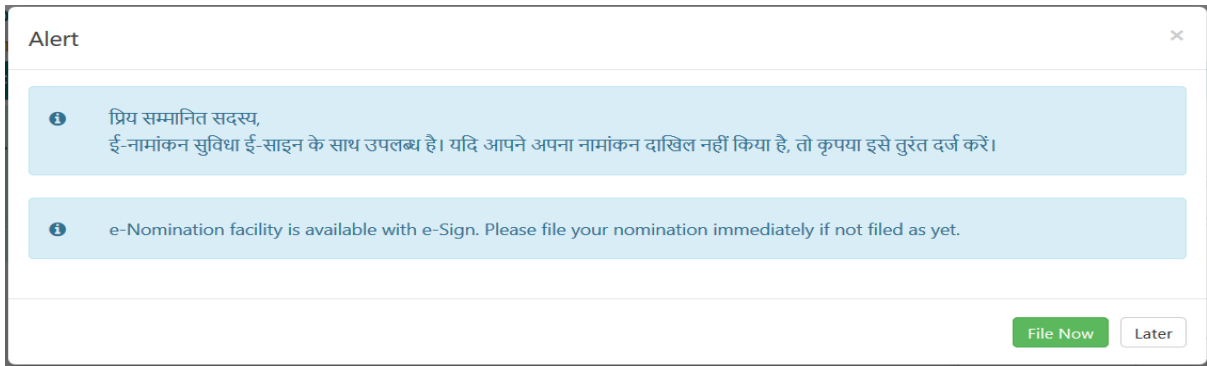 Alert
×
प्रिय सम्मानित सदस्य,
ई-नामांकन सुविधा ई-साइन के साथ उपलब्ध है। यदि आपने अपना नामांकन दाखिल नहीं किया है, तो कृपया इसे तुरंत दर्ज करें।
e-Nomination facility is available with e-Sign. Please file your nomination immediately if not filed as yet.
File Now Later